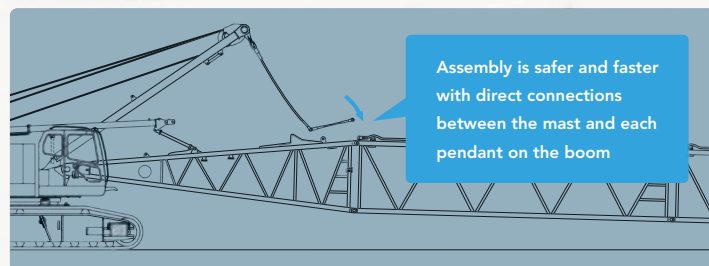 Assembly is safer and faster
with direct connections
between the mast and each
pendant on the boom